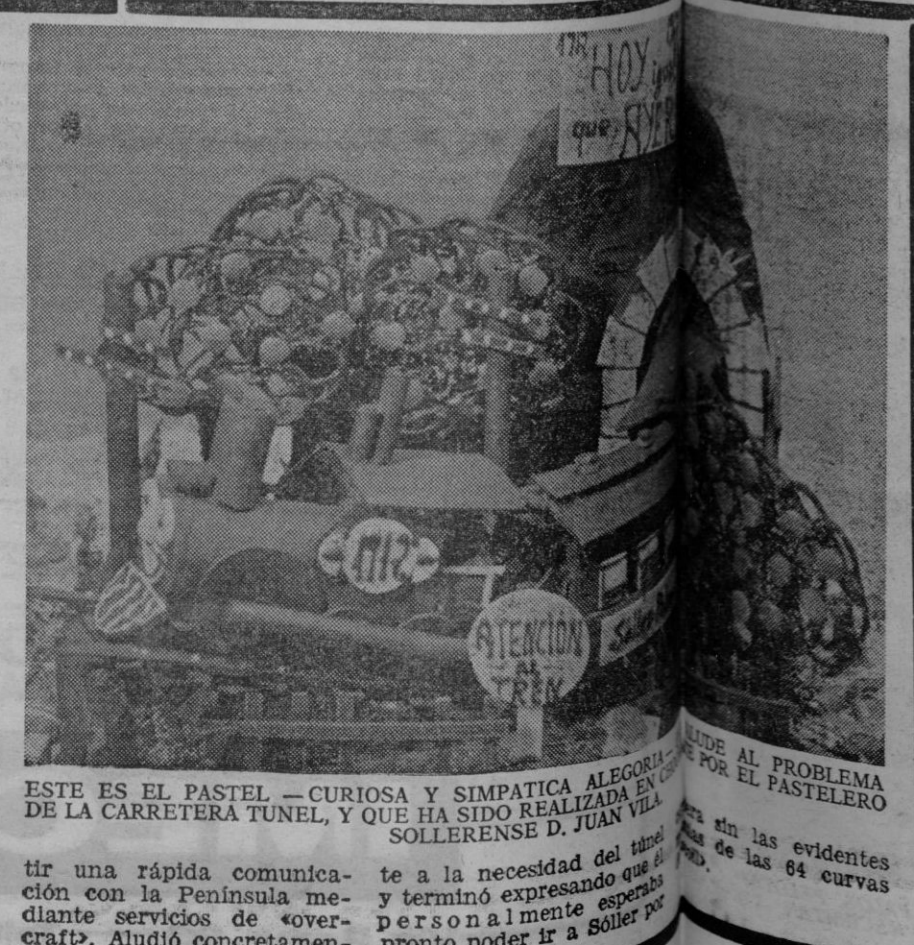 1912
HOY
que AYER
1912
ATENCIÓN
AL
TREN
ESTE ES EL PASTEL —CURIOSA Y SIMPATICA ALEGORIA— ALUDE AL PROBLEMA
DE LA CARRETERA TUNEL, Y QUE HA SIDO REALIZADA EN POR EL PASTELERO
SOLLERENSE D. JUAN VILA.
tir una rápida comunica-
ción con la Península me-
diante servicios de «over-
craft». Aludió concretamen-
te a la necesidad del túnel
y terminó expresando que él
personalmente esperaba
pronto poder ir a Sóller por
sin las evidentes
de las 64 curvas